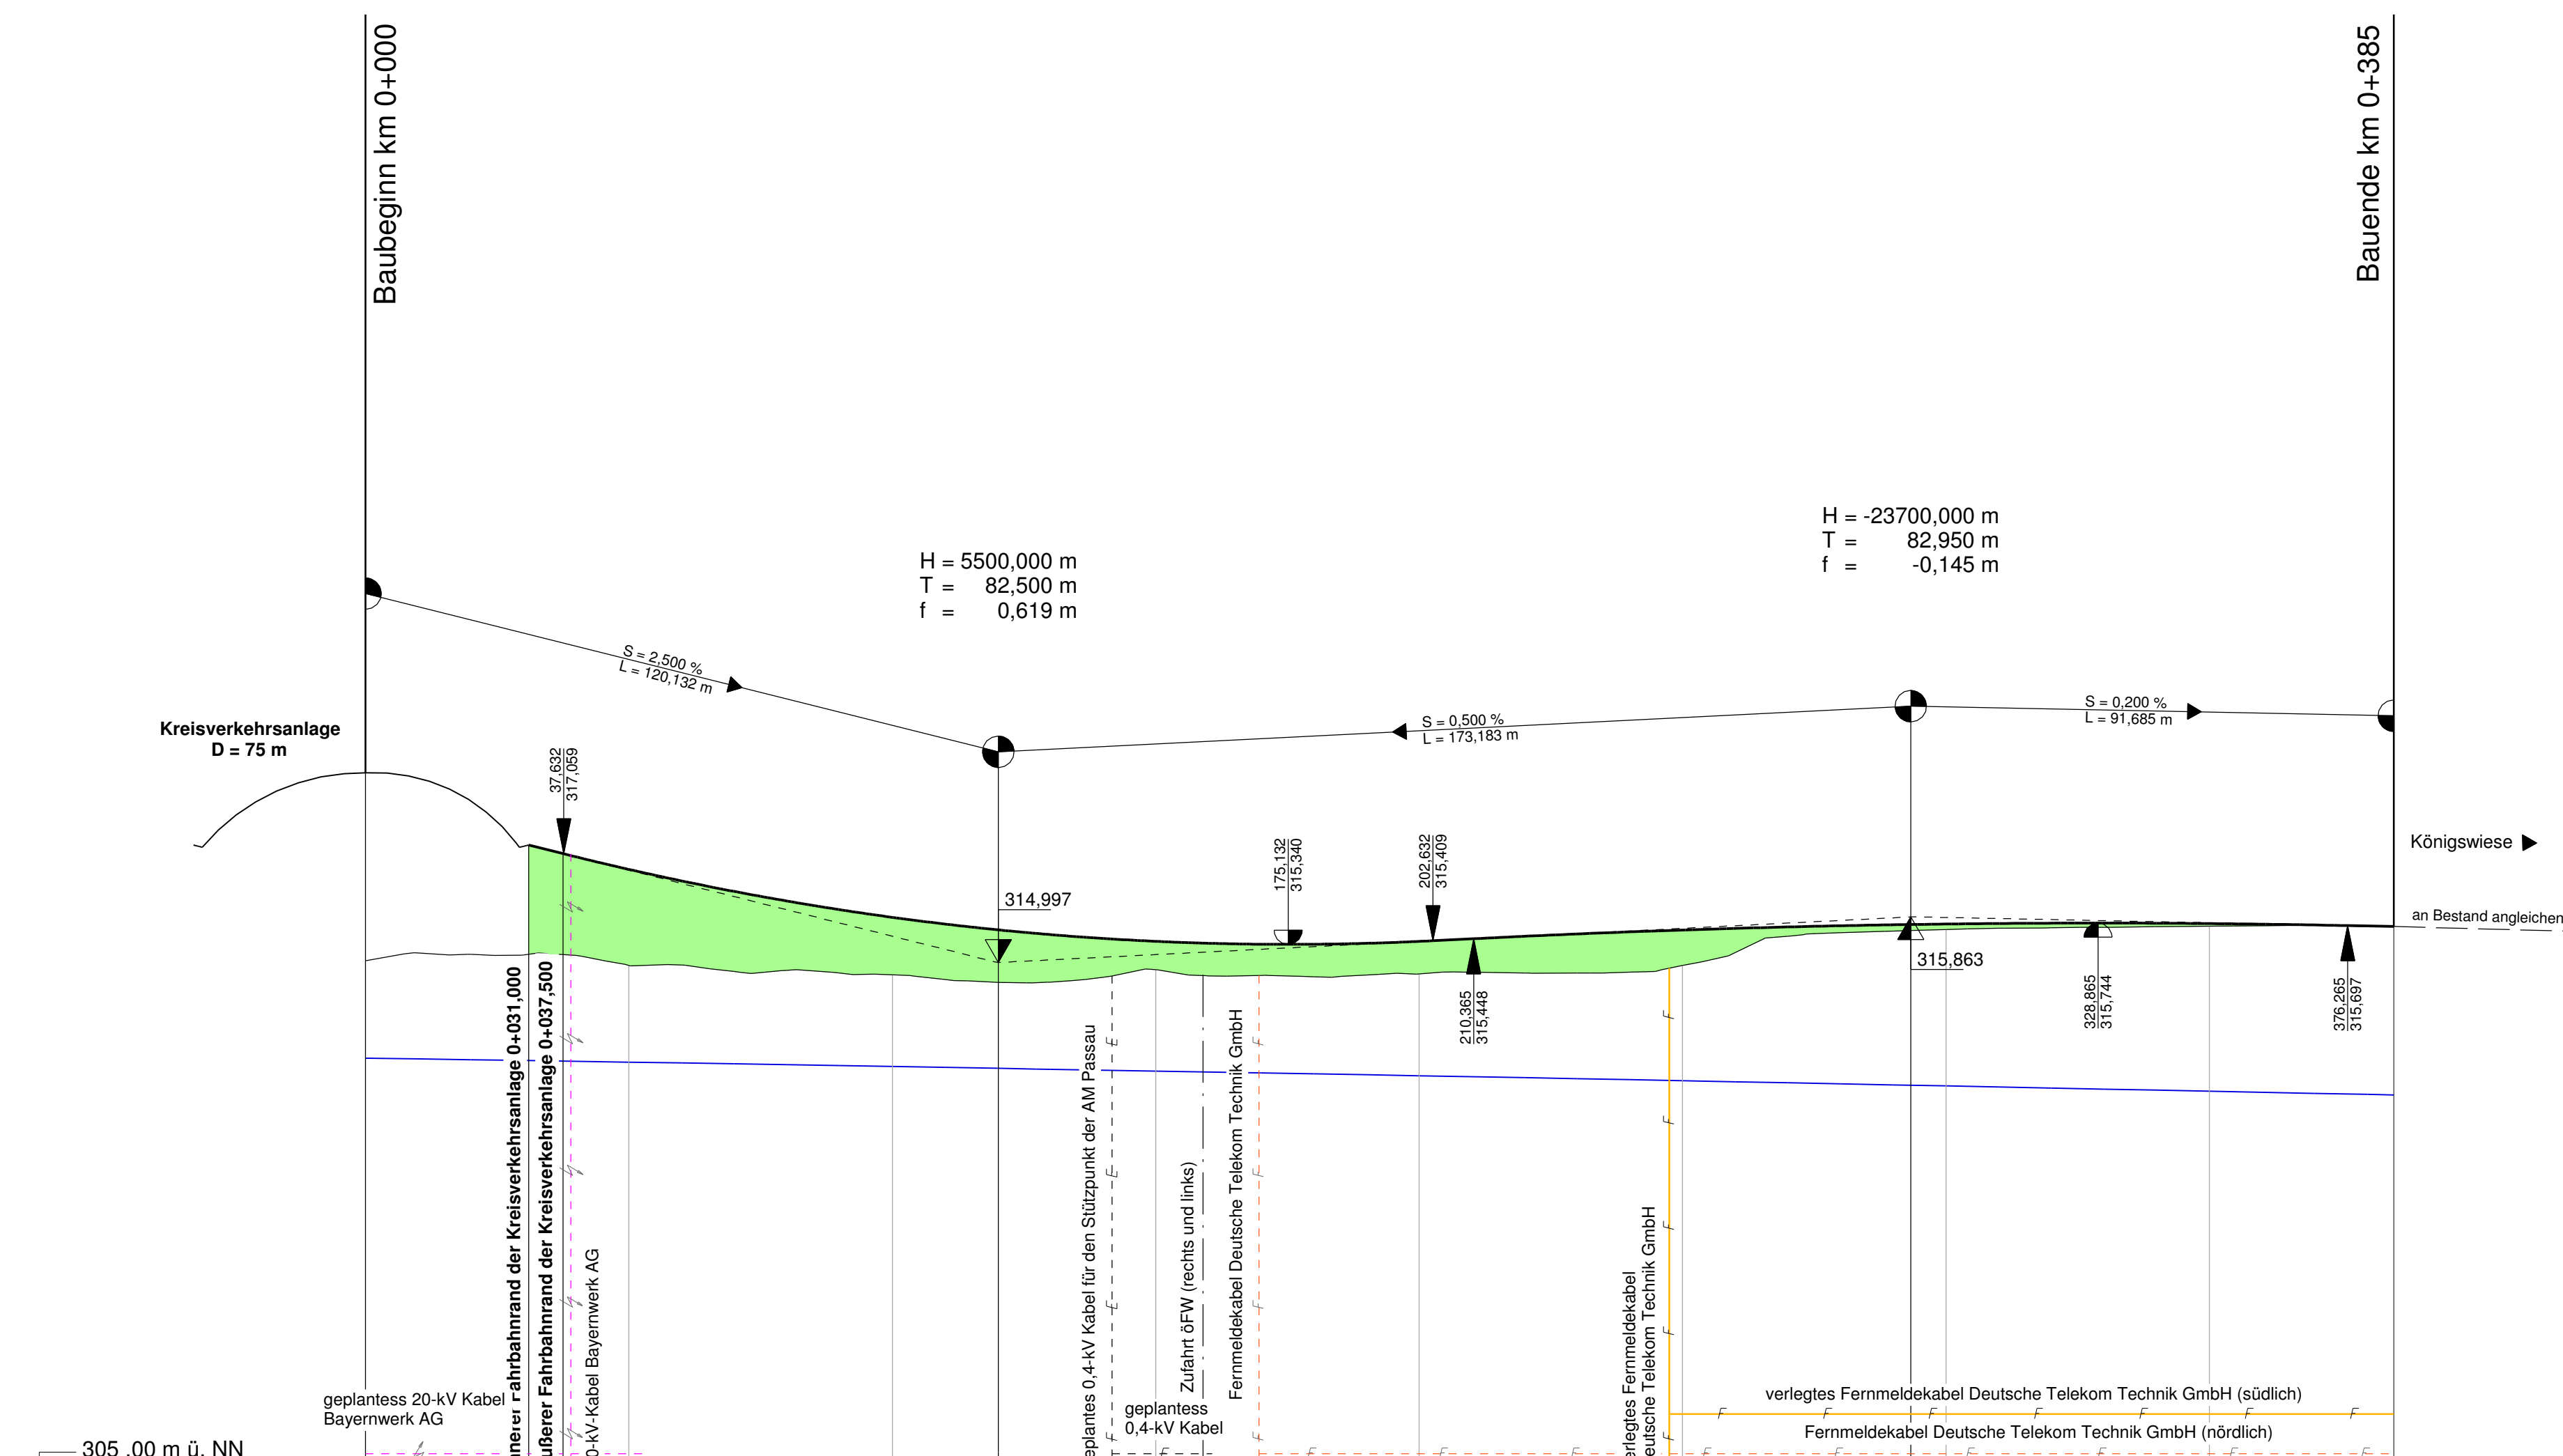 Baubeginn km 0+000
Bauende km 0+385
H = 5500,000 m
T = 82,500 m
f = 0,619 m
H = -23700,000 m
T = 82,950 m
f = -0,145 m
S = 2,500 %
L = 120,132 m
S = 0,500 %
L = 173,183 m
S = 0,200 %
L = 91,685 m
Kreisverkehrsanlage
D = 75 m
37,632
317,059
314,997
175,132
315,340
202,632
315,409
210,365
315,448
315,863
328,865
315,744
376,265
315,697
Königswiese
an Bestand angleichen
Fahrbahnrand der Kreisverkehrsanlage 0+031,000
ußerer Fahrbahnrand der Kreisverkehrsanlage 0+037,500
0-kV-Kabel Bayernwerk AG
eplantes 0,4-kV Kabel für den Stützpunkt der AM Passau
Zufahrt öFW (rechts und links)
Fernmeldekabel Deutsche Telekom Technik GmbH
erlegtes Fernmeldekabel
eutsche Telekom Technik GmbH
geplantess 20-kV Kabel
Bayernwerk AG
geplantess
0,4-kV Kabel
verlegtes Fernmeldekabel Deutsche Telekom Technik GmbH (südlich)
Fernmeldekabel Deutsche Telekom Technik GmbH (nördlich)
305 ,00 m ü. NN